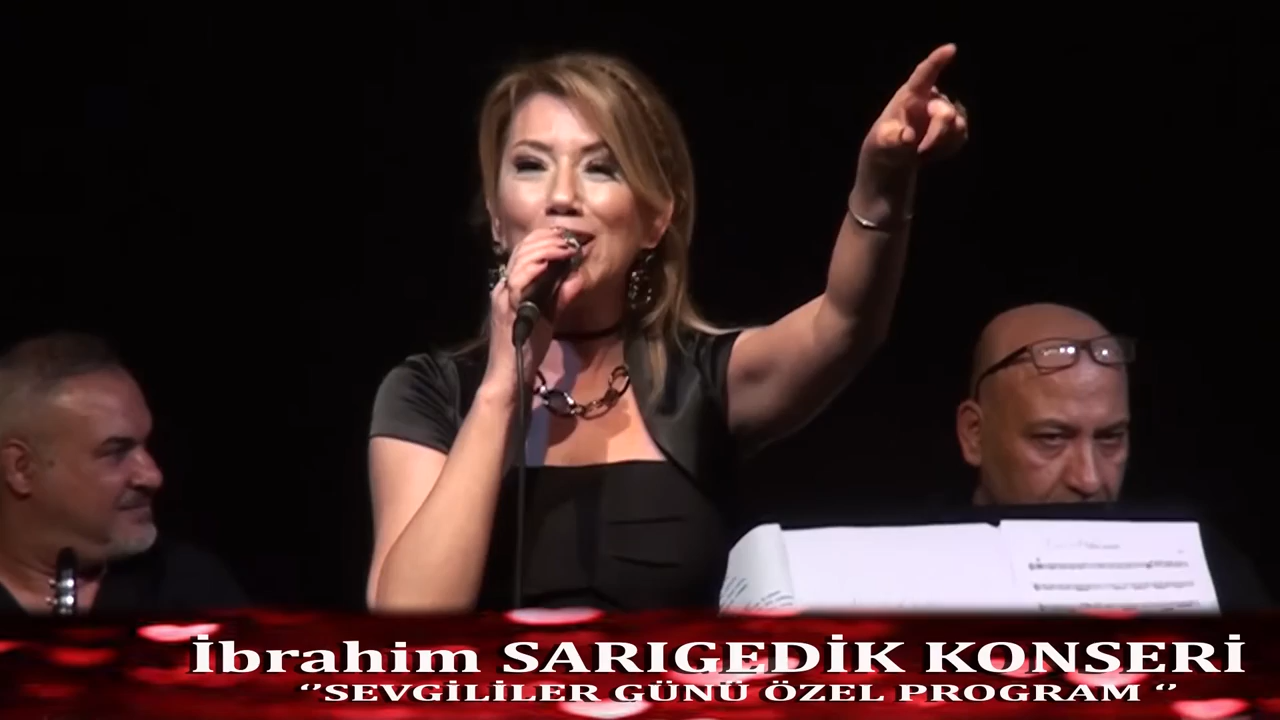 İbrahim SARIGEDİK KONSERİ
‘’SEVGİLİLER GÜNÜ ÖZEL PROGRAM ‘’